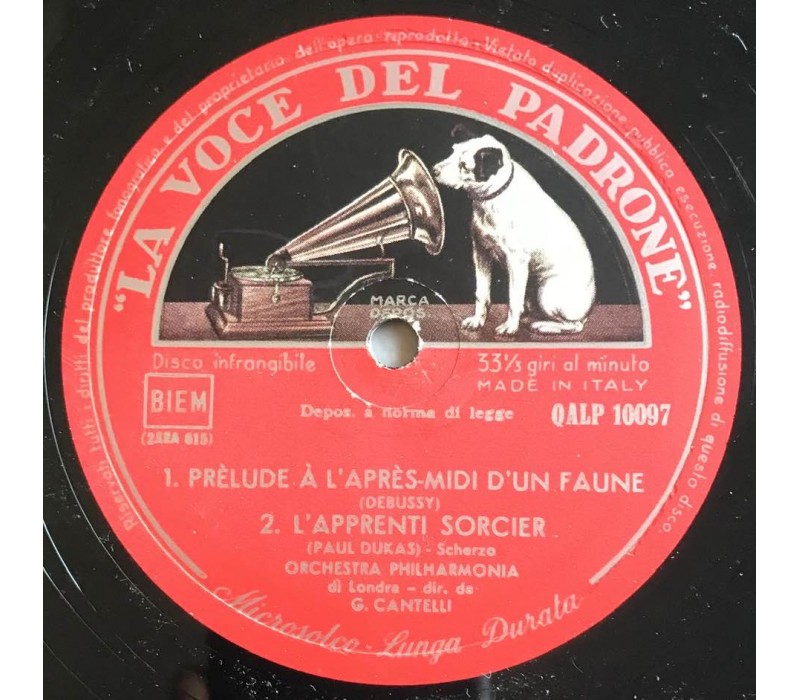 Riservati tutti i diritti del produttore fonografico e del proprietario dell'opera riprodotta - Vietato duplicazione, pubblica esecuzione, radiodiffusione di questo disco.
"LA VOCE DEL PADRONE"
MARCA
DEPOS
Disco infrangibile
33⅓ giri al minuto
MADE IN ITALY
BIEM
Depos. a norma di legge
QALP 10097
(2XEA 615)
1. PRÈLUDE À L'APRÈS-MIDI D'UN FAUNE
(DEBUSSY)
2. L'APPRENTI SORCIER
(PAUL DUKAS) - Scherzo
ORCHESTRA PHILHARMONIA
di Londra - dir. da
G. CANTELLI
Microsolco - Lunga Durata